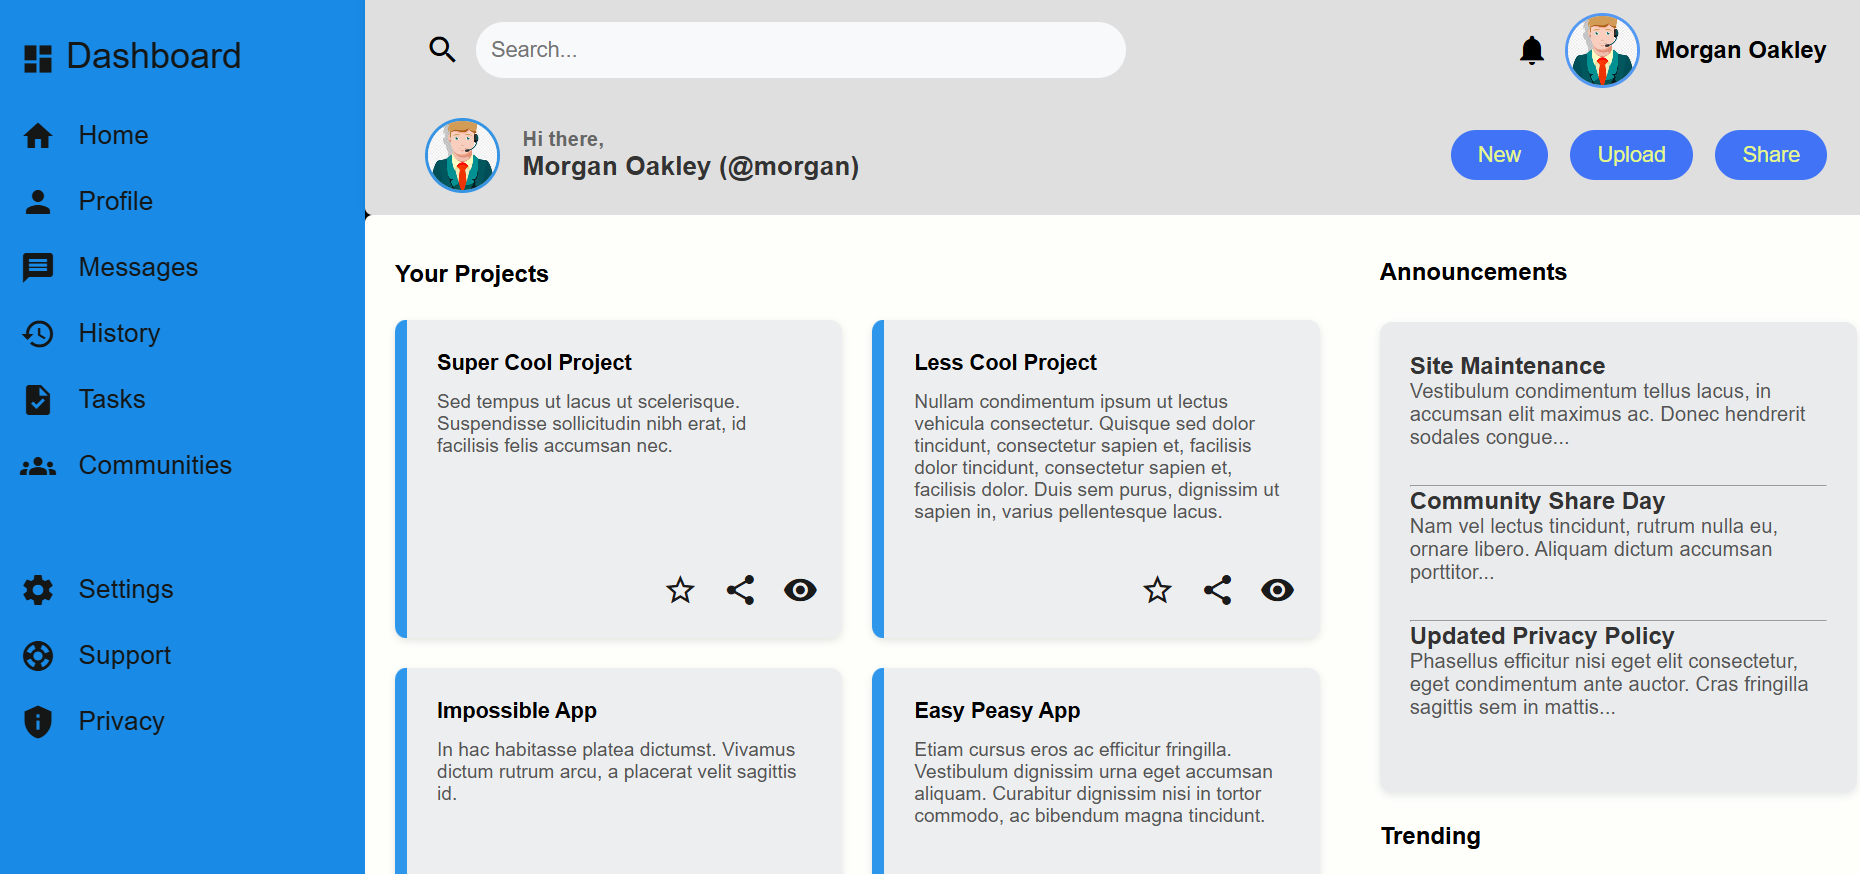 Dashboard
Home
Profile
Messages
History
Tasks
Communities
Settings
Support
Privacy
Search...
Morgan Oakley
Hi there,
Morgan Oakley (@morgan)
New
Upload
Share
Your Projects
Super Cool Project
Sed tempus ut lacus ut scelerisque.
Suspendisse sollicitudin nibh erat, id
facilisis felis accumsan nec.
Less Cool Project
Nullam condimentum ipsum ut lectus
vehicula consectetur. Quisque sed dolor
tincidunt, consectetur sapien et, facilisis
dolor tincidunt, consectetur sapien et,
facilisis dolor. Duis sem purus, dignissim ut
sapien in, varius pellentesque lacus.
Impossible App
In hac habitasse platea dictumst. Vivamus
dictum rutrum arcu, a placerat velit sagittis
id.
Easy Peasy App
Etiam cursus eros ac efficitur fringilla.
Vestibulum dignissim urna eget accumsan
aliquam. Curabitur dignissim nisi in tortor
commodo, ac bibendum magna tincidunt.
Announcements
Site Maintenance
Vestibulum condimentum tellus lacus, in
accumsan elit maximus ac. Donec hendrerit
sodales congue...
Community Share Day
Nam vel lectus tincidunt, rutrum nulla eu,
ornare libero. Aliquam dictum accumsan
porttitor...
Updated Privacy Policy
Phasellus efficitur nisi eget elit consectetur,
eget condimentum ante auctor. Cras fringilla
sagittis sem in mattis...
Trending